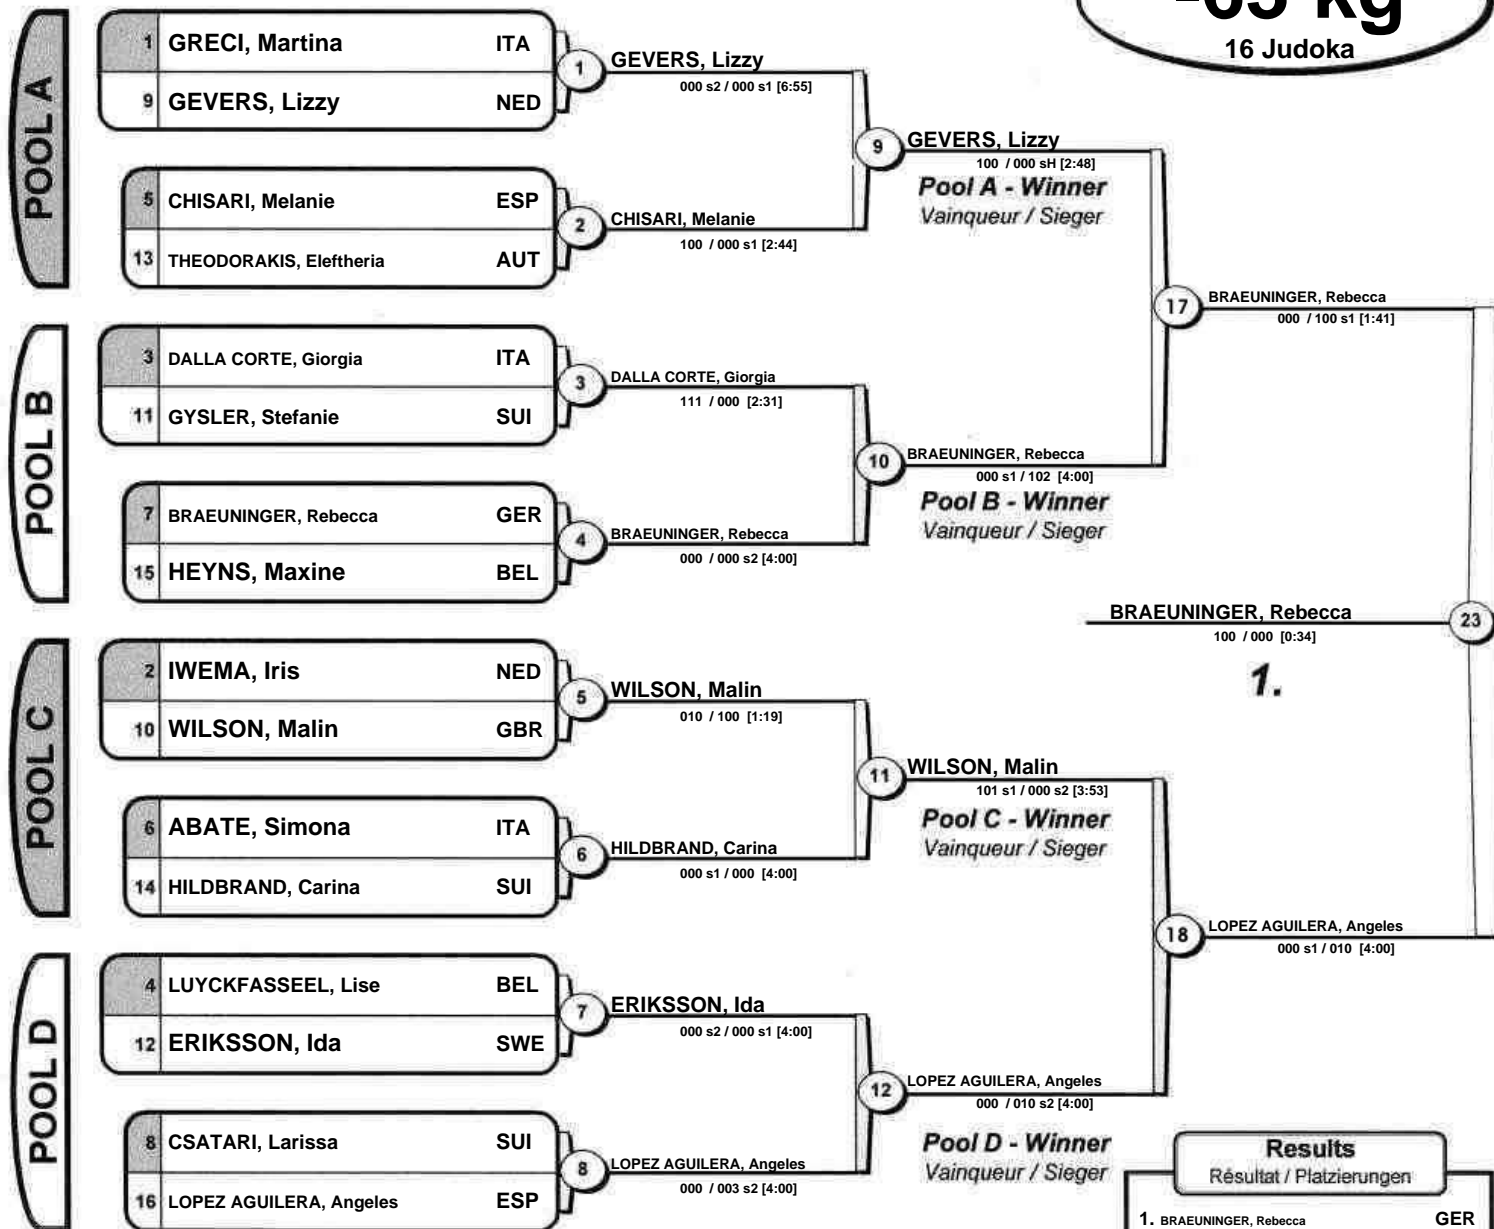 -63 kg
16 Judoka
POOL A
1 GRECI, Martina ITA
9 GEVERS, Lizzy NED
1 GEVERS, Lizzy
000 s2 / 000 s1 [6:55]
5 CHISARI, Melanie ESP
13 THEODORAKIS, Eleftheria AUT
2 CHISARI, Melanie
100 / 000 s1 [2:44]
9 GEVERS, Lizzy
100 / 000 sH [2:48]
Pool A - Winner
Vainqueur / Sieger
17 BRAEUNINGER, Rebecca
000 / 100 s1 [1:41]
POOL B
3 DALLA CORTE, Giorgia ITA
11 GYSLER, Stefanie SUI
3 DALLA CORTE, Giorgia
111 / 000 [2:31]
7 BRAEUNINGER, Rebecca GER
15 HEYNS, Maxine BEL
4 BRAEUNINGER, Rebecca
000 / 000 s2 [4:00]
10 BRAEUNINGER, Rebecca
000 s1 / 102 [4:00]
Pool B - Winner
Vainqueur / Sieger
BRAEUNINGER, Rebecca 23
100 / 000 [0:34]
1.
POOL C
2 IWEMA, Iris NED
10 WILSON, Malin GBR
5 WILSON, Malin
010 / 100 [1:19]
6 ABATE, Simona ITA
14 HILDBRAND, Carina SUI
6 HILDBRAND, Carina
000 s1 / 000 [4:00]
11 WILSON, Malin
101 s1 / 000 s2 [3:53]
Pool C - Winner
Vainqueur / Sieger
18 LOPEZ AGUILERA, Angeles
000 s1 / 010 [4:00]
POOL D
4 LUYCKFASSEEL, Lise BEL
12 ERIKSSON, Ida SWE
7 ERIKSSON, Ida
000 s2 / 000 s1 [4:00]
8 CSATARI, Larissa SUI
16 LOPEZ AGUILERA, Angeles ESP
8 LOPEZ AGUILERA, Angeles
000 / 003 s2 [4:00]
12 LOPEZ AGUILERA, Angeles
000 / 010 s2 [4:00]
Pool D - Winner
Vainqueur / Sieger
Results
Résultat / Platzierungen
1. BRAEUNINGER, Rebecca GER